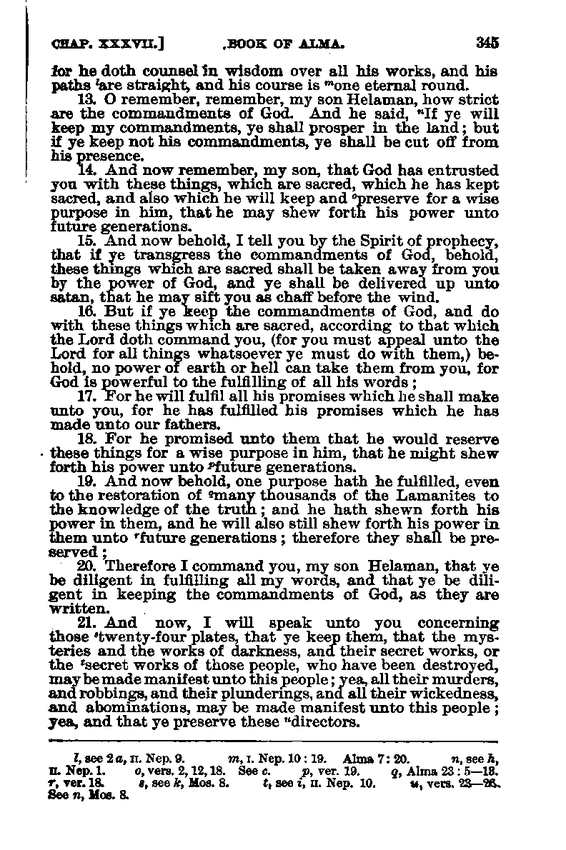 CHAP. XXXVII.] BOOK OF ALMA. 345
for he doth counsel in wisdom over all his works, and his
paths ˡare straight, and his course is ᵐone eternal round.
13. O remember, remember, my son Helaman, how strict
are the commandments of God. And he said, ⁿIf ye will
keep my commandments, ye shall prosper in the land; but
if ye keep not his commandments, ye shall be cut off from
his presence.
14. And now remember, my son, that God has entrusted
you with these things, which are sacred, which he has kept
sacred, and also which he will keep and ᵒpreserve for a wise
purpose in him, that he may shew forth his power unto
future generations.
15. And now behold, I tell you by the Spirit of prophecy,
that if ye transgress the commandments of God, behold,
these things which are sacred shall be taken away from you
by the power of God, and ye shall be delivered up unto
satan, that he may sift you as chaff before the wind.
16. But if ye keep the commandments of God, and do
with these things which are sacred, according to that which
the Lord doth command you, (for you must appeal unto the
Lord for all things whatsoever ye must do with them,) be-
hold, no power of earth or hell can take them from you, for
God is powerful to the fulfilling of all his words;
17. For he will fulfil all his promises which he shall make
unto you, for he has fulfilled his promises which he has
made unto our fathers.
18. For he promised unto them that he would reserve
these things for a wise purpose in him, that he might shew
forth his power unto ᵖfuture generations.
19. And now behold, one purpose hath he fulfilled, even
to the restoration of qmany thousands of the Lamanites to
the knowledge of the truth; and he hath shewn forth his
power in them, and he will also still shew forth his power in
them unto ʳfuture generations; therefore they shall be pre-
served;
20. Therefore I command you, my son Helaman, that ye
be diligent in fulfilling all my words, and that ye be dili-
gent in keeping the commandments of God, as they are
written.
21. And now, I will speak unto you concerning
those ˢtwenty-four plates, that ye keep them, that the mys-
teries and the works of darkness, and their secret works, or
the ᵗsecret works of those people, who have been destroyed,
may be made manifest unto this people; yea, all their murders,
and robbings, and their plunderings, and all their wickedness,
and abominations, may be made manifest unto this people;
yea, and that ye preserve these ᵘdirectors.
l, see 2 a, II. Nep. 9. m, I. Nep. 10:19. Alma 7:20. n, see h,
II. Nep. 1. o, vers. 2, 12, 18. See c. p, ver. 19. q, Alma 23:5—13.
r, ver. 18. s, see k, Mos. 8. t, see i, II. Nep. 10. u, vers. 23—26.
See n, Mos. 8.